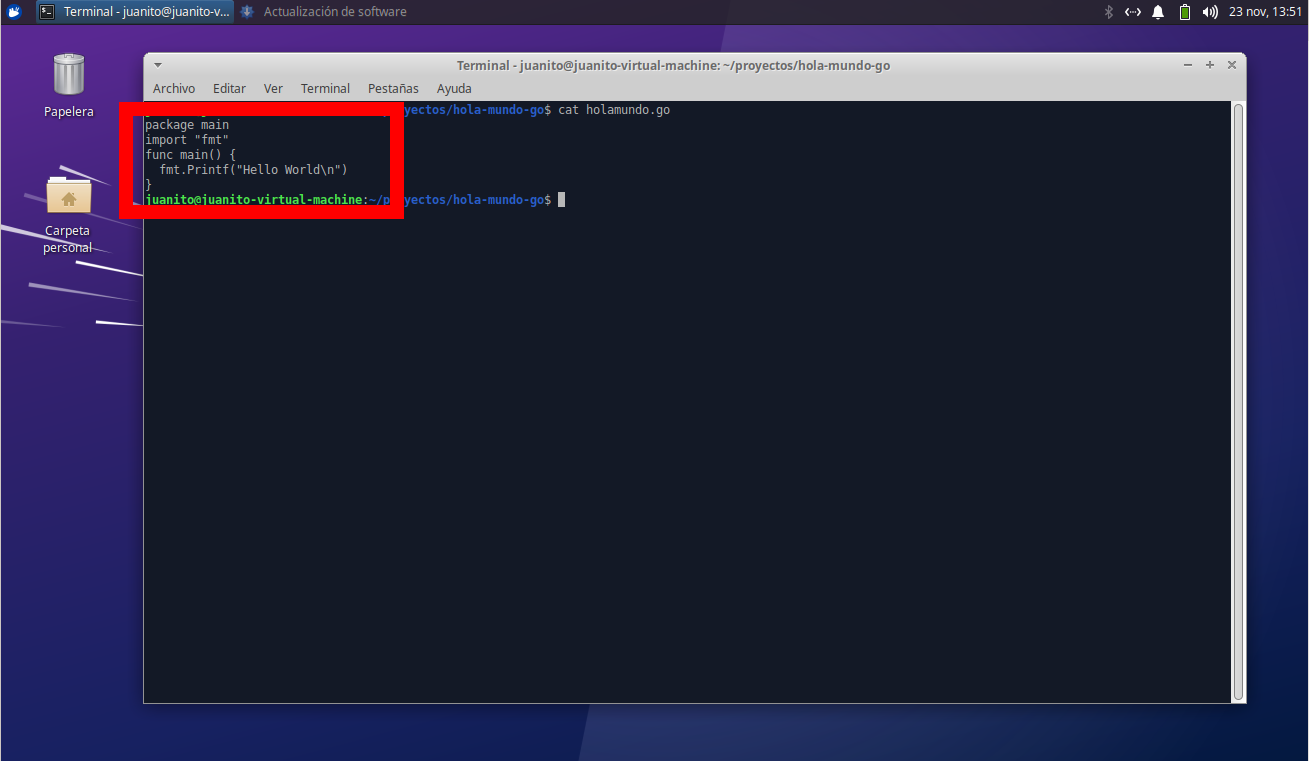 Terminal - juanito@juanito-v...
Actualización de software
23 nov, 13:51
Papelera
Carpeta
personal
Terminal - juanito@juanito-virtual-machine: ~/proyectos/hola-mundo-go
Archivo Editar Ver Terminal Pestañas Ayuda
yectos/hola-mundo-go$ cat holamundo.go
package main
import "fmt"
func main() {
  fmt.Printf("Hello World\n")
}
juanito@juanito-virtual-machine:~/proyectos/hola-mundo-go$